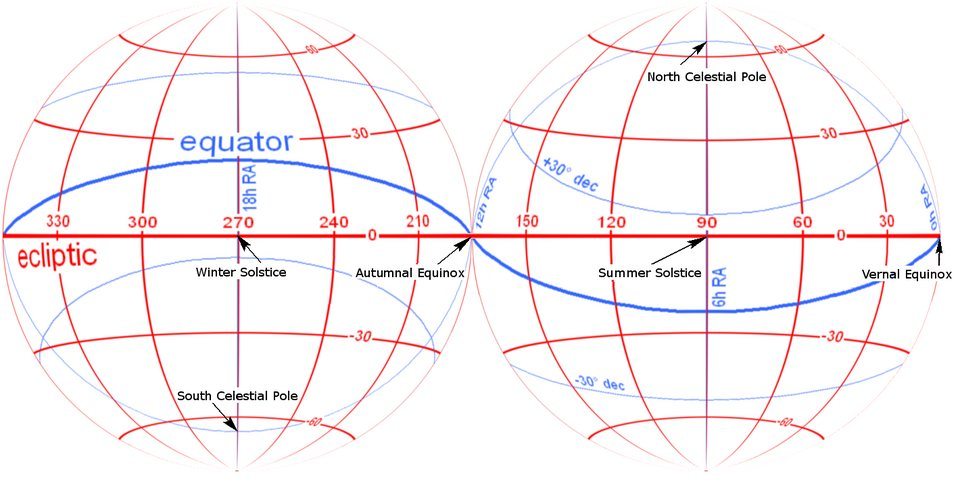 60
60
North Celestial Pole
30
30
equator
+30° dec
18h RA
12h RA
0h RA
330
300
270
240
210
150
120
90
60
30
0
0
ecliptic
Winter Solstice
Autumnal Equinox
Summer Solstice
Vernal Equinox
6h RA
-30
-30
-30° dec
South Celestial Pole
-60
-60